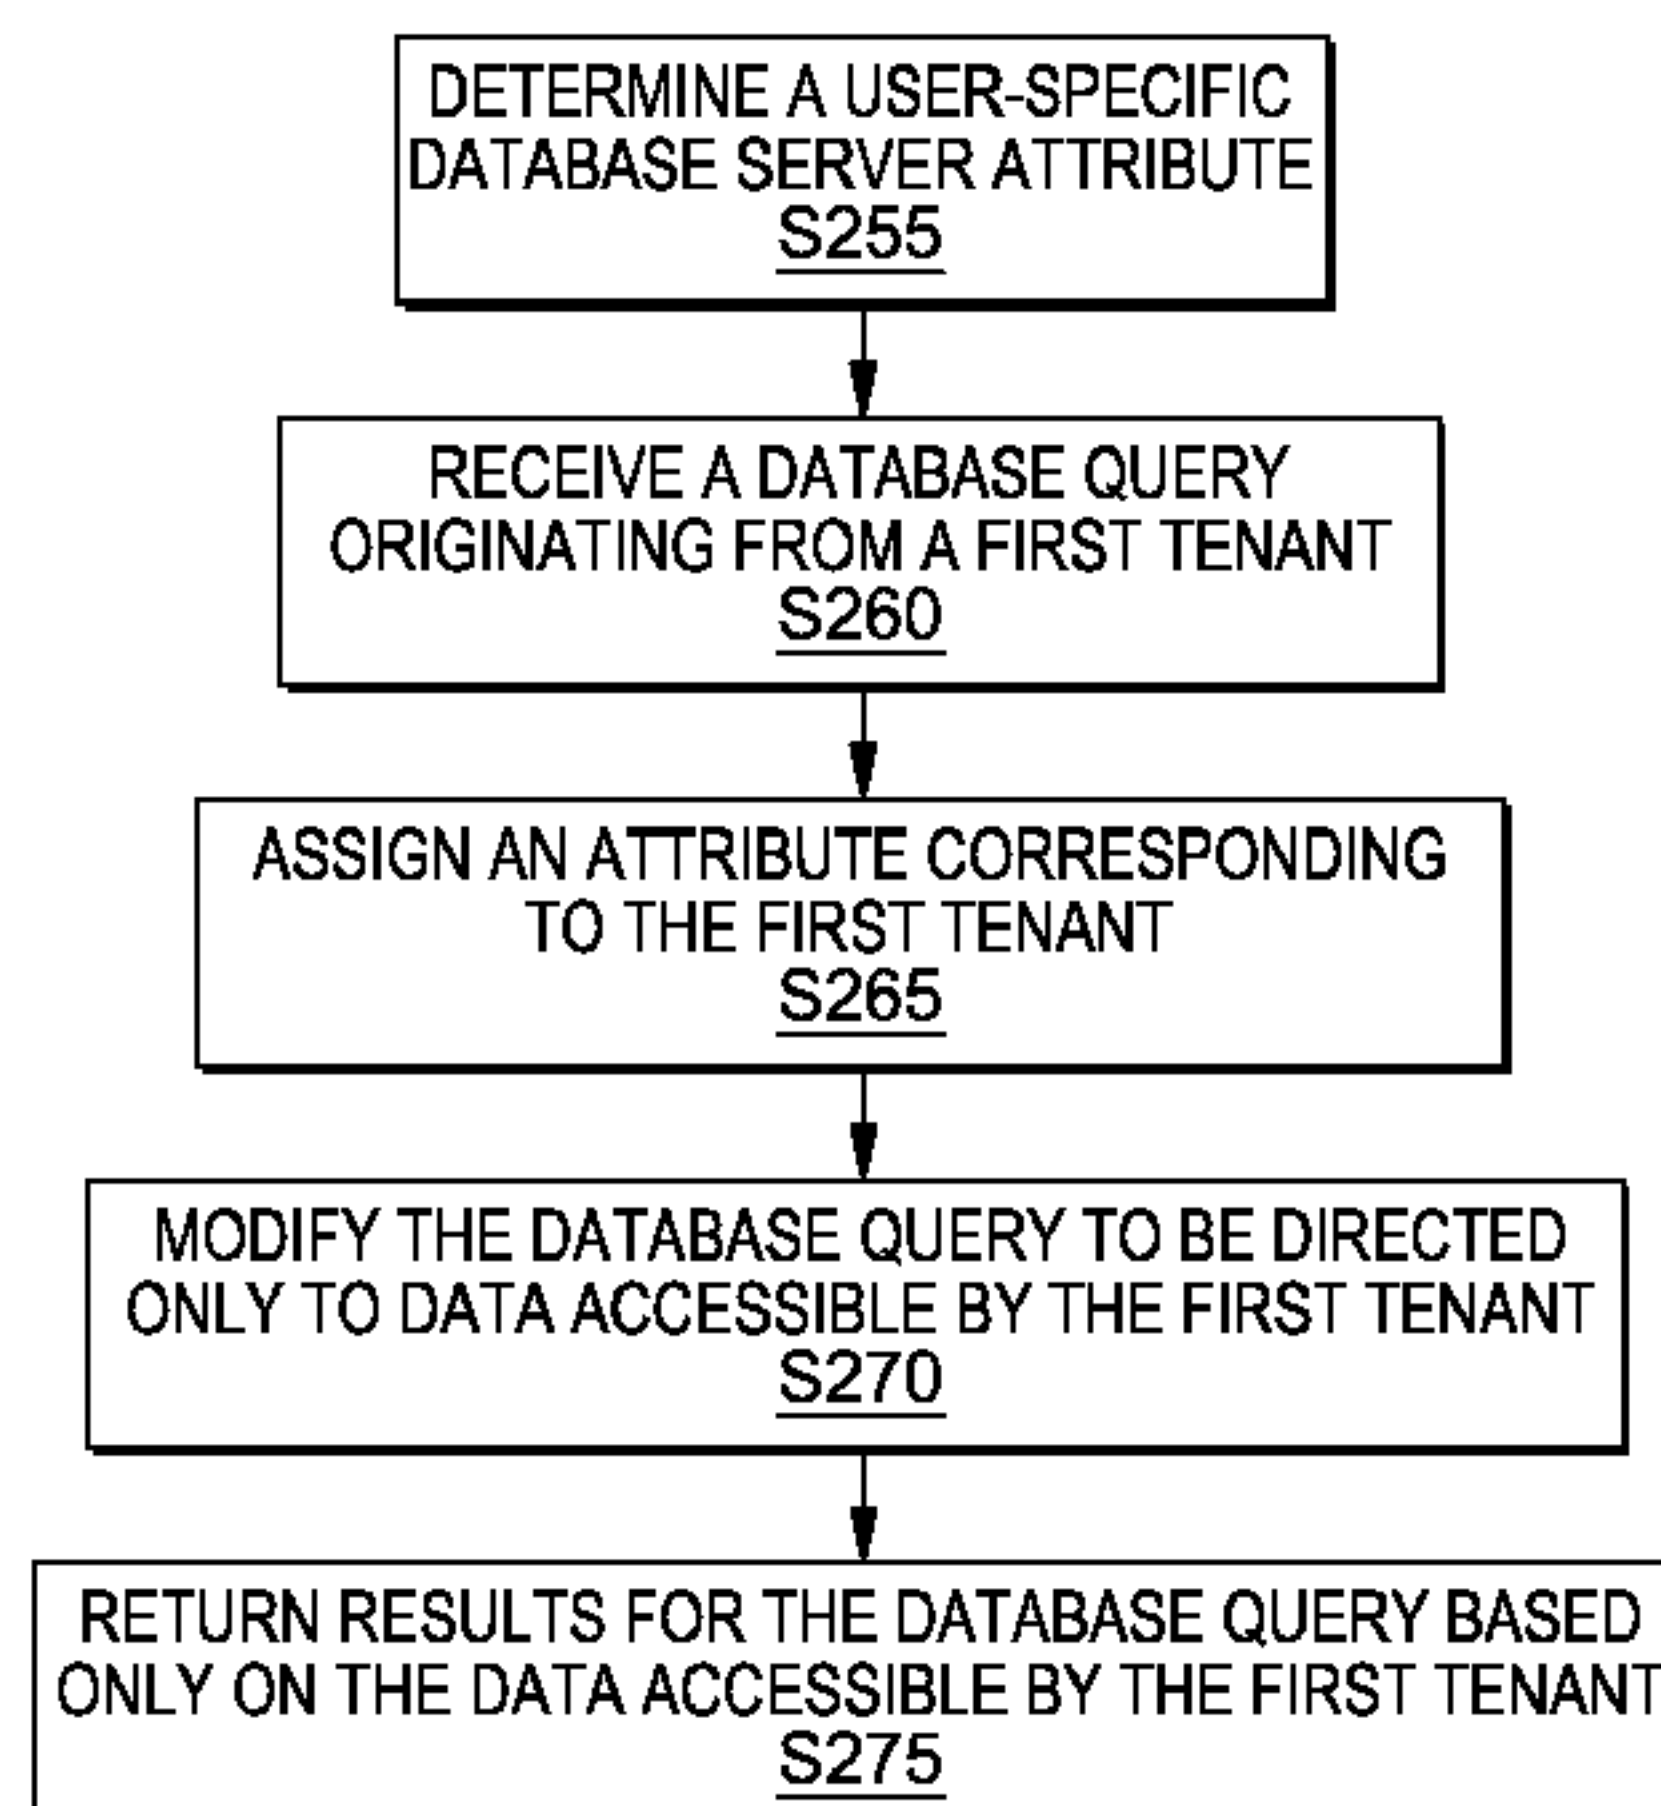 DETERMINE A USER-SPECIFIC
DATABASE SERVER ATTRIBUTE
S255
RECEIVE A DATABASE QUERY
ORIGINATING FROM A FIRST TENANT
S260
ASSIGN AN ATTRIBUTE CORRESPONDING
TO THE FIRST TENANT
S265
MODIFY THE DATABASE QUERY TO BE DIRECTED
ONLY TO DATA ACCESSIBLE BY THE FIRST TENANT
S270
RETURN RESULTS FOR THE DATABASE QUERY BASED
ONLY ON THE DATA ACCESSIBLE BY THE FIRST TENANT
S275